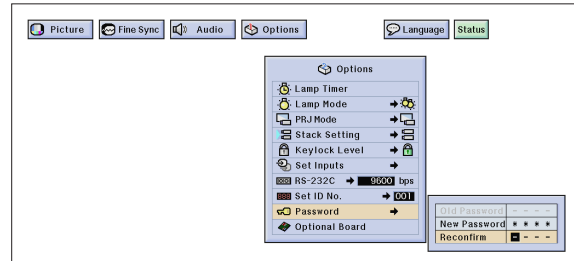 Picture Fine Sync Audio Options Language Status
Options
Lamp Timer
Lamp Mode
PRJ Mode
Stack Setting
Keylock Level
Set Inputs
RS-232C 9600 bps
Set ID No. 001
Password
Optional Board
Old Password - - - -
New Password * * * *
Reconfirm - - - -